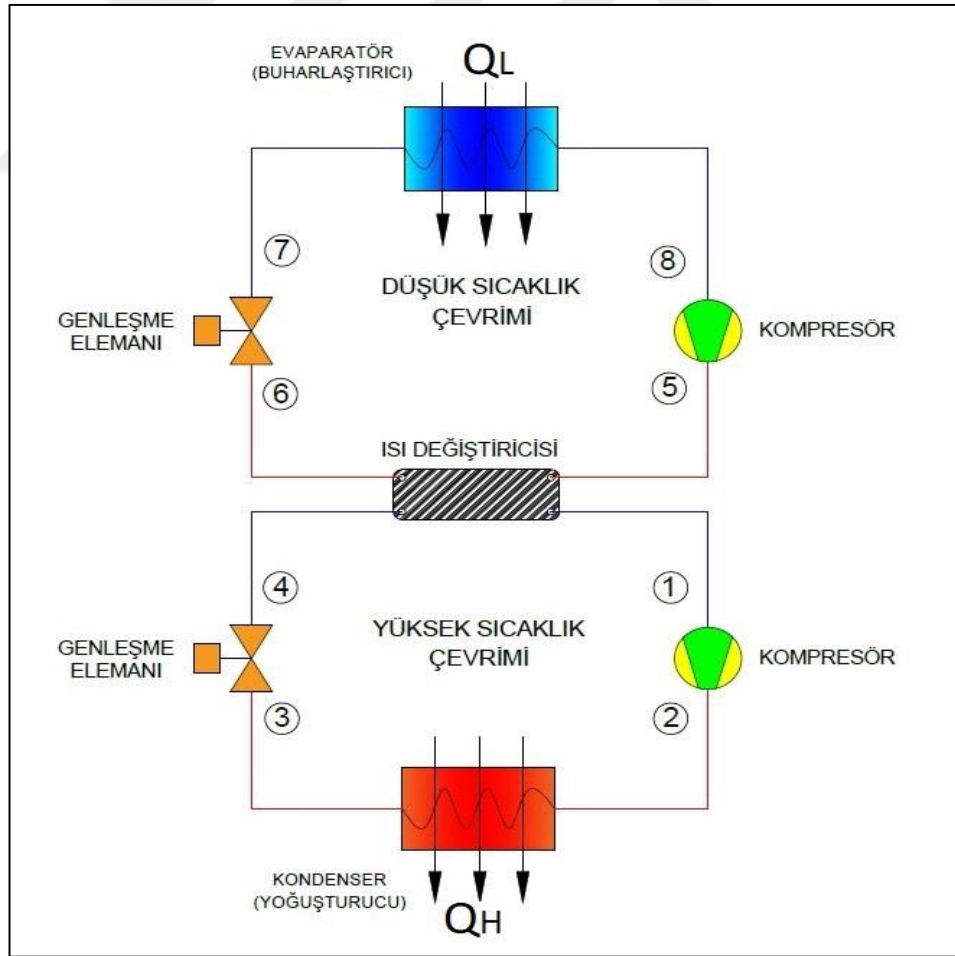 EVAPARATÖR
(BUHARLAŞTIRICI)
QL
7
8
DÜŞÜK SICAKLIK
ÇEVRİMİ
GENLEŞME
ELEMANI
KOMPRESÖR
6
5
ISI DEĞİŞTİRİCİSİ
4
1
YÜKSEK SICAKLIK
ÇEVRİMİ
GENLEŞME
ELEMANI
KOMPRESÖR
3
2
KONDENSER
(YOĞUŞTURUCU)
QH